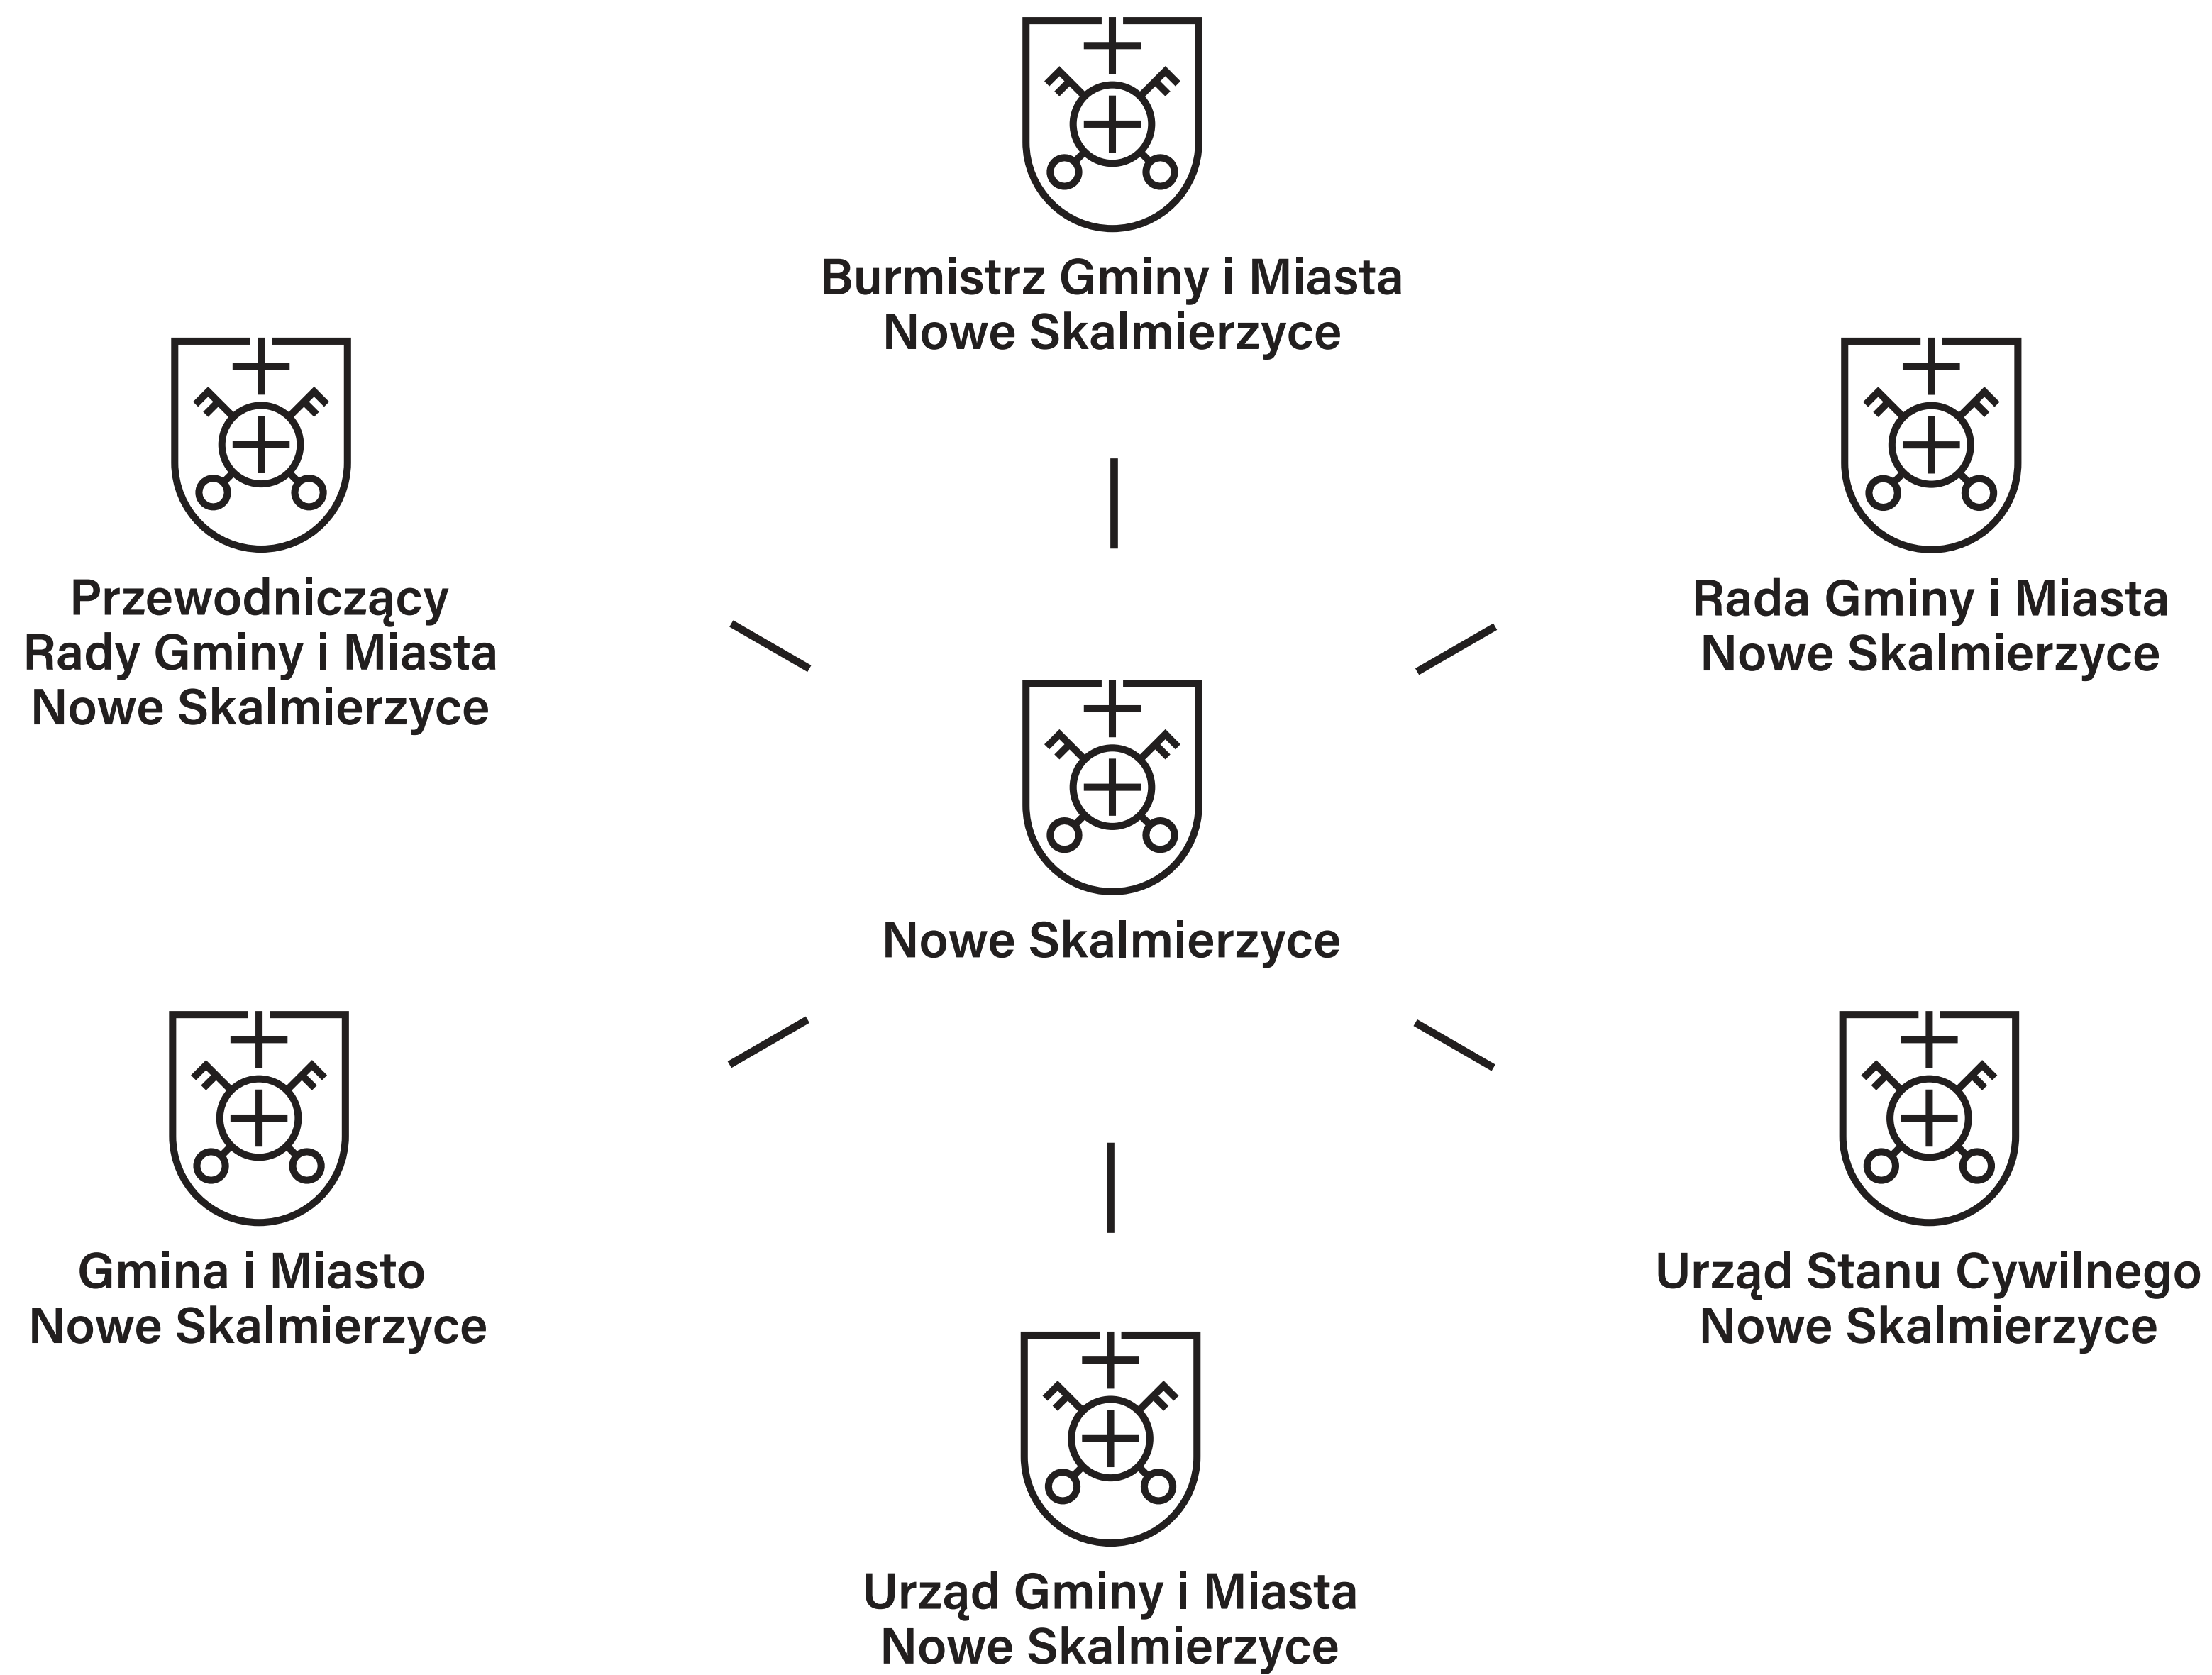 Burmistrz Gminy i Miasta
Nowe Skalmierzyce
Przewodniczący
Rady Gminy i Miasta
Nowe Skalmierzyce
Rada Gminy i Miasta
Nowe Skalmierzyce
Nowe Skalmierzyce
Gmina i Miasto
Nowe Skalmierzyce
Urząd Stanu Cywilnego
Nowe Skalmierzyce
Urząd Gminy i Miasta
Nowe Skalmierzyce